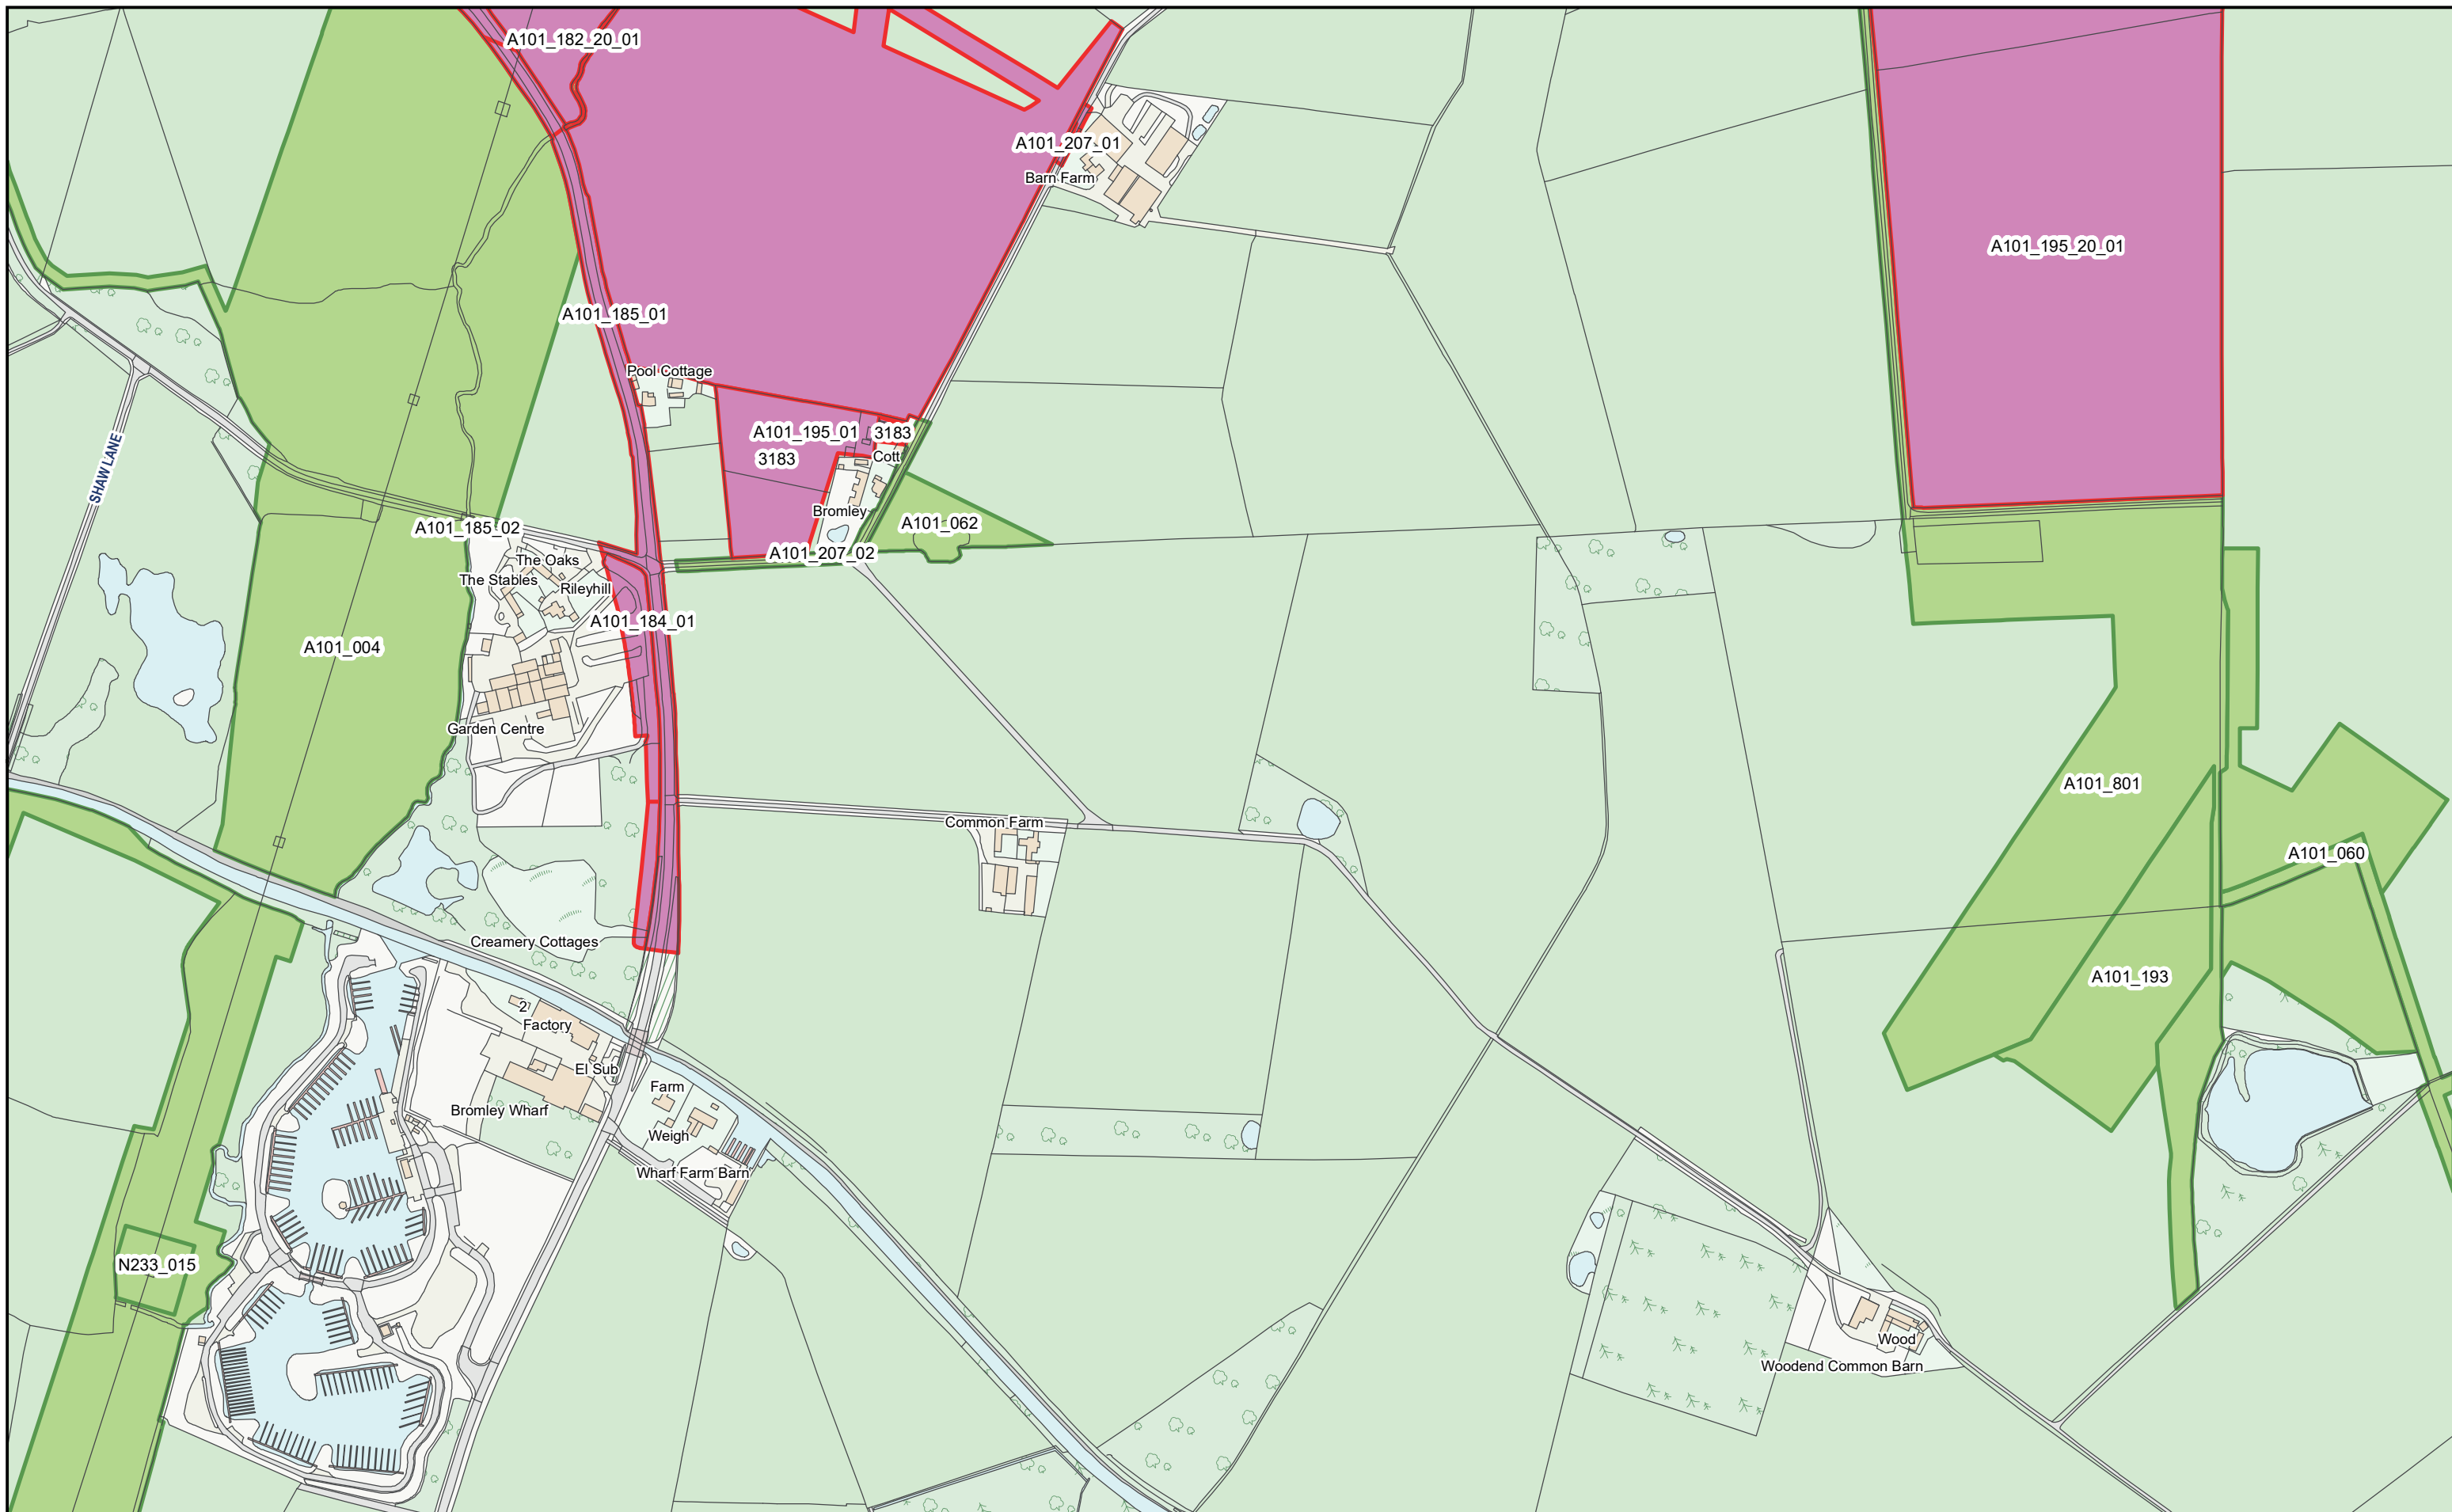 A101_182_20_01
A101_207_01
Barn Farm
A101_195_20_01
A101_185_01
Pool Cottage
A101_195_01
3183
3183
Cott
SHAW LANE
Bromley
A101_062
A101_185_02
A101_207_02
The Oaks
The Stables
Rileyhill
A101_184_01
A101_004
Garden Centre
A101_801
Common Farm
A101_060
Creamery Cottages
A101_193
2
Factory
El Sub
Farm
Bromley Wharf
Weigh
Wharf Farm Barn
N233_015
Wood
Woodend Common Barn